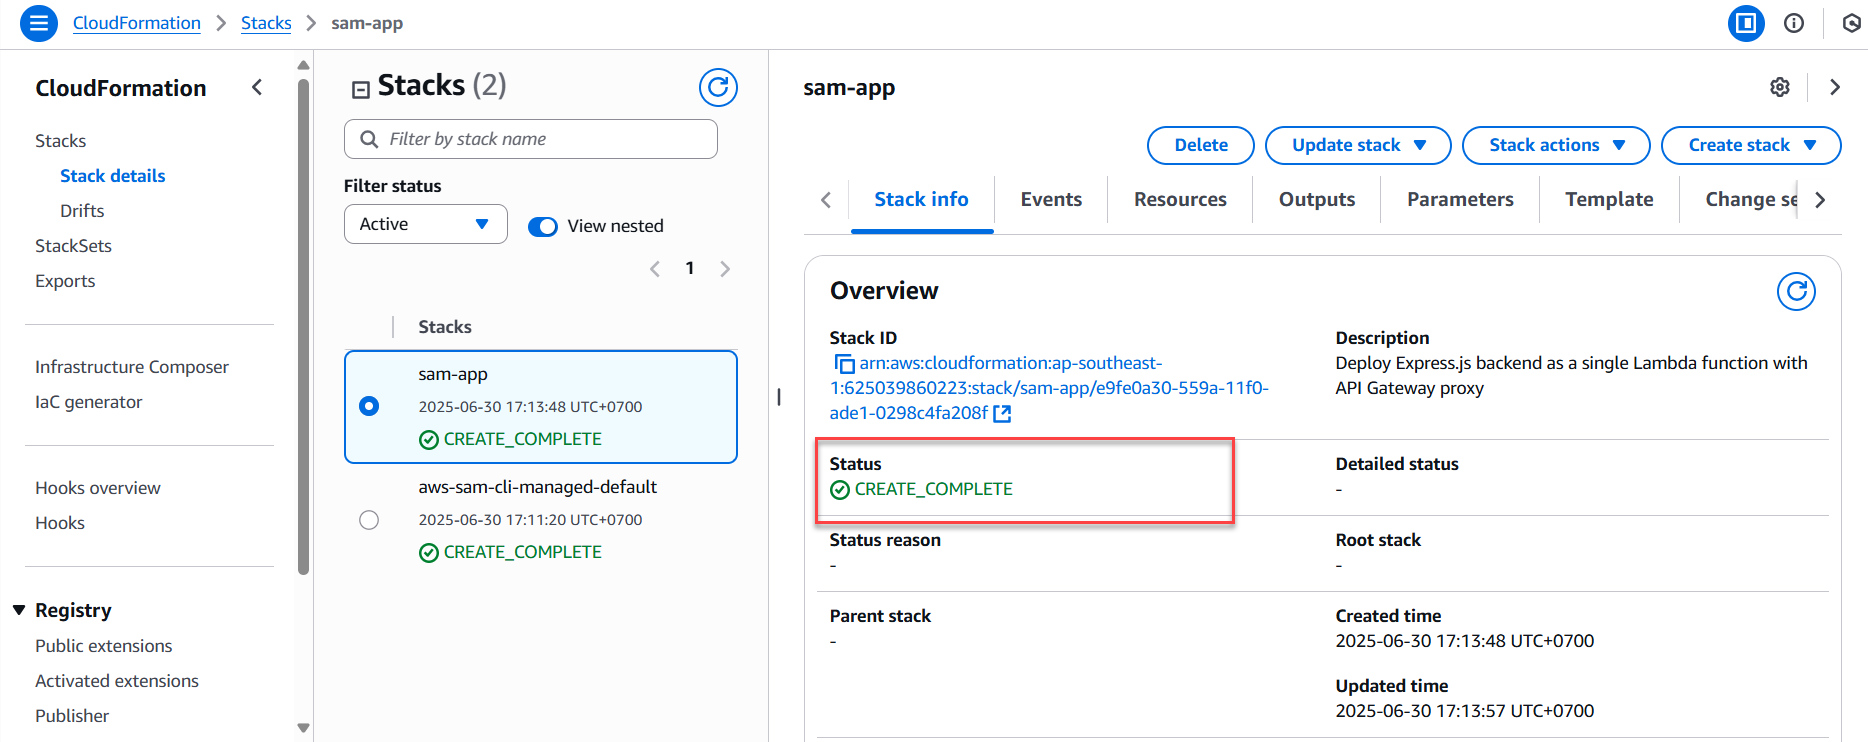 CloudFormation > Stacks > sam-app
CloudFormation
Stacks
Stack details
Drifts
StackSets
Exports
Infrastructure Composer
IaC generator
Hooks overview
Hooks
Registry
Public extensions
Activated extensions
Publisher
Stacks (2)
Filter by stack name
Filter status
Active
View nested
1
Stacks
sam-app
2025-06-30 17:13:48 UTC+0700
CREATE_COMPLETE
aws-sam-cli-managed-default
2025-06-30 17:11:20 UTC+0700
CREATE_COMPLETE
sam-app
Delete Update stack Stack actions Create stack
Stack info Events Resources Outputs Parameters Template Change se
Overview
Stack ID
arn:aws:cloudformation:ap-southeast-
1:625039860223:stack/sam-app/e9fe0a30-559a-11f0-
ade1-0298c4fa208f
Description
Deploy Express.js backend as a single Lambda function with
API Gateway proxy
Status
CREATE_COMPLETE
Detailed status
-
Status reason
-
Root stack
-
Parent stack
-
Created time
2025-06-30 17:13:48 UTC+0700
Updated time
2025-06-30 17:13:57 UTC+0700